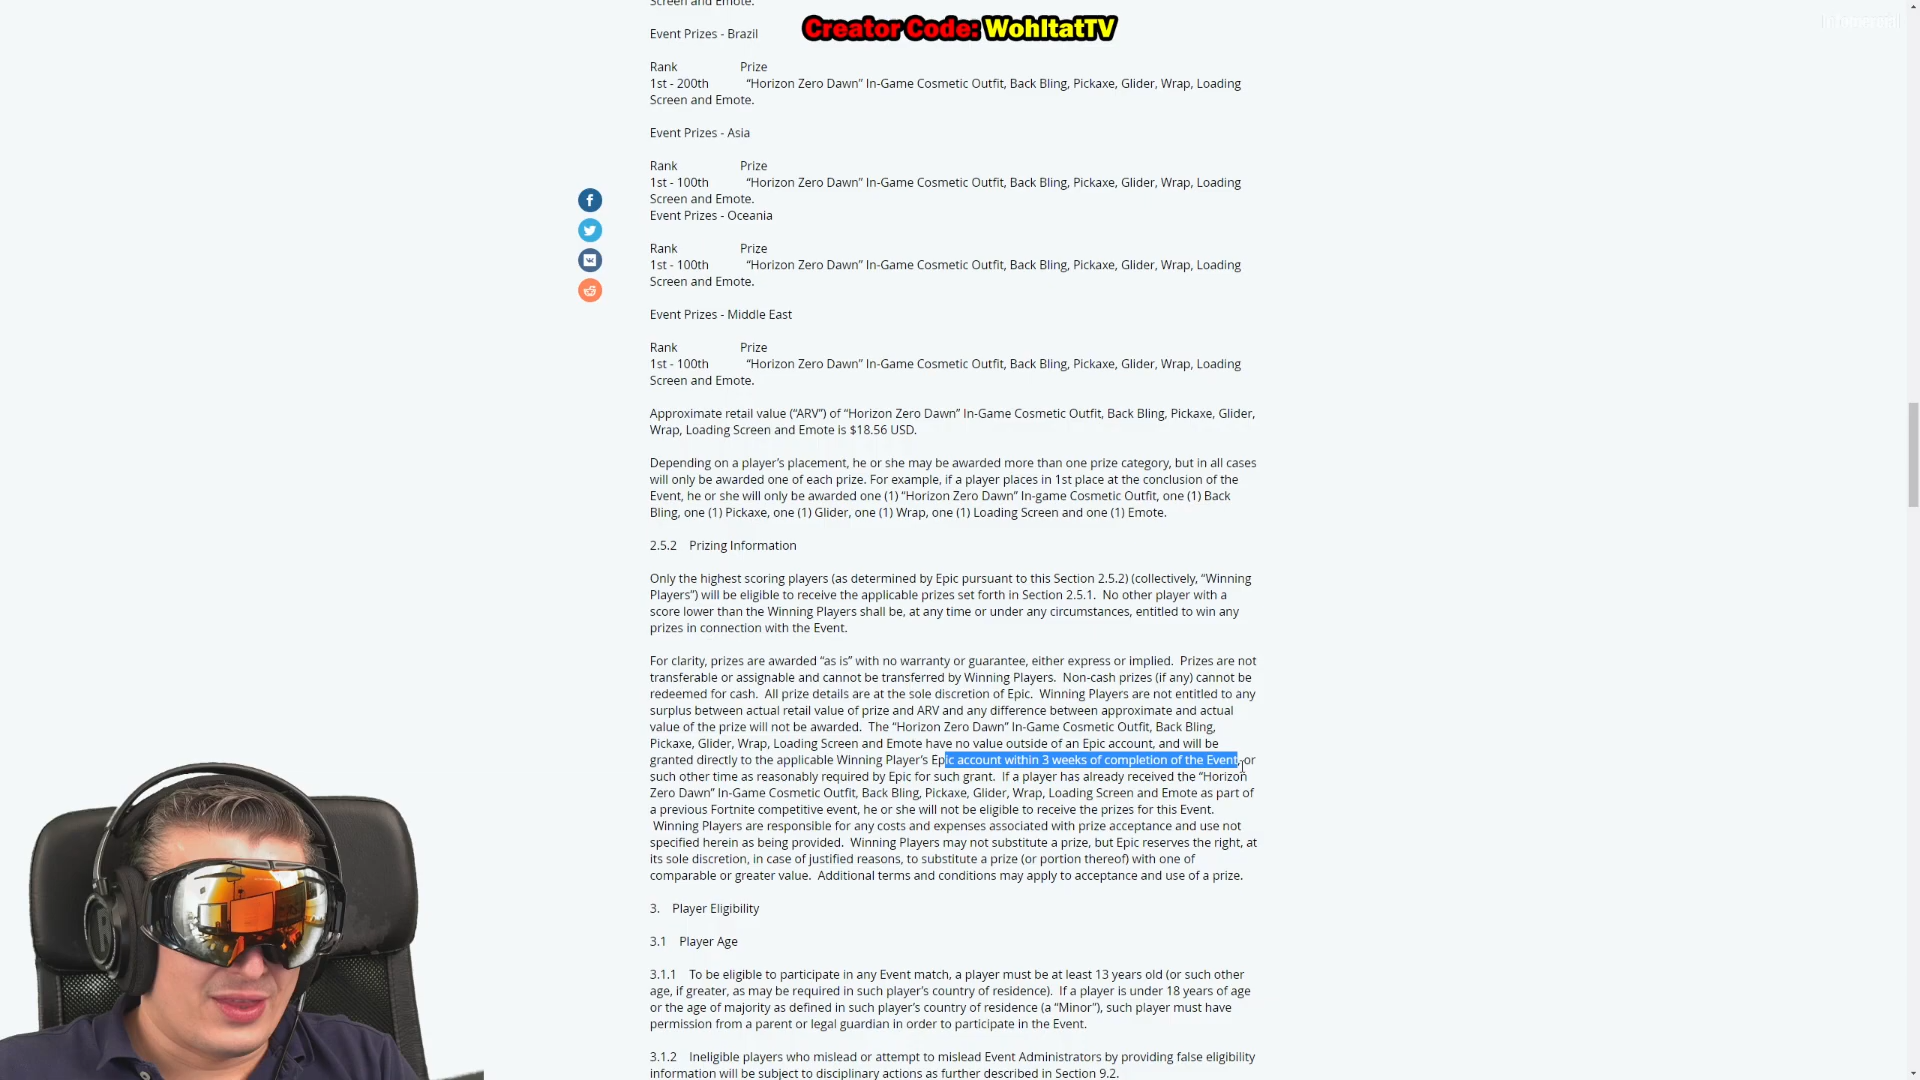 Screen and Emote.
Creator Code: WohltatTV
Event Prizes - Brazil
Rank Prize
1st - 200th “Horizon Zero Dawn” In-Game Cosmetic Outfit, Back Bling, Pickaxe, Glider, Wrap, Loading
Screen and Emote.
Event Prizes - Asia
Rank Prize
1st - 100th “Horizon Zero Dawn” In-Game Cosmetic Outfit, Back Bling, Pickaxe, Glider, Wrap, Loading
Screen and Emote.
Event Prizes - Oceania
Rank Prize
1st - 100th “Horizon Zero Dawn” In-Game Cosmetic Outfit, Back Bling, Pickaxe, Glider, Wrap, Loading
Screen and Emote.
Event Prizes - Middle East
Rank Prize
1st - 100th “Horizon Zero Dawn” In-Game Cosmetic Outfit, Back Bling, Pickaxe, Glider, Wrap, Loading
Screen and Emote.
Approximate retail value (“ARV”) of “Horizon Zero Dawn” In-Game Cosmetic Outfit, Back Bling, Pickaxe, Glider,
Wrap, Loading Screen and Emote is $18.56 USD.
Depending on a player’s placement, he or she may be awarded more than one prize category, but in all cases
will only be awarded one of each prize. For example, if a player places in 1st place at the conclusion of the
Event, he or she will only be awarded one (1) “Horizon Zero Dawn” In-game Cosmetic Outfit, one (1) Back
Bling, one (1) Pickaxe, one (1) Glider, one (1) Wrap, one (1) Loading Screen and one (1) Emote.
2.5.2 Prizing Information
Only the highest scoring players (as determined by Epic pursuant to this Section 2.5.2) (collectively, “Winning
Players”) will be eligible to receive the applicable prizes set forth in Section 2.5.1. No other player with a
score lower than the Winning Players shall be, at any time or under any circumstances, entitled to win any
prizes in connection with the Event.
For clarity, prizes are awarded “as is” with no warranty or guarantee, either express or implied. Prizes are not
transferable or assignable and cannot be transferred by Winning Players. Non-cash prizes (if any) cannot be
redeemed for cash. All prize details are at the sole discretion of Epic. Winning Players are not entitled to any
surplus between actual retail value of prize and ARV and any difference between approximate and actual
value of the prize will not be awarded. The “Horizon Zero Dawn” In-Game Cosmetic Outfit, Back Bling,
Pickaxe, Glider, Wrap, Loading Screen and Emote have no value outside of an Epic account, and will be
granted directly to the applicable Winning Player’s Epic account within 3 weeks of completion of the Event, or
such other time as reasonably required by Epic for such grant. If a player has already received the “Horizon
Zero Dawn” In-Game Cosmetic Outfit, Back Bling, Pickaxe, Glider, Wrap, Loading Screen and Emote as part of
a previous Fortnite competitive event, he or she will not be eligible to receive the prizes for this Event.
Winning Players are responsible for any costs and expenses associated with prize acceptance and use not
specified herein as being provided. Winning Players may not substitute a prize, but Epic reserves the right, at
its sole discretion, in case of justified reasons, to substitute a prize (or portion thereof) with one of
comparable or greater value. Additional terms and conditions may apply to acceptance and use of a prize.
3. Player Eligibility
3.1 Player Age
3.1.1 To be eligible to participate in any Event match, a player must be at least 13 years old (or such other
age, if greater, as may be required in such player’s country of residence). If a player is under 18 years of age
or the age of majority as defined in such player’s country of residence (a “Minor”), such player must have
permission from a parent or legal guardian in order to participate in the Event.
3.1.2 Ineligible players who mislead or attempt to mislead Event Administrators by providing false eligibility
information will be subject to disciplinary actions as further described in Section 9.2.